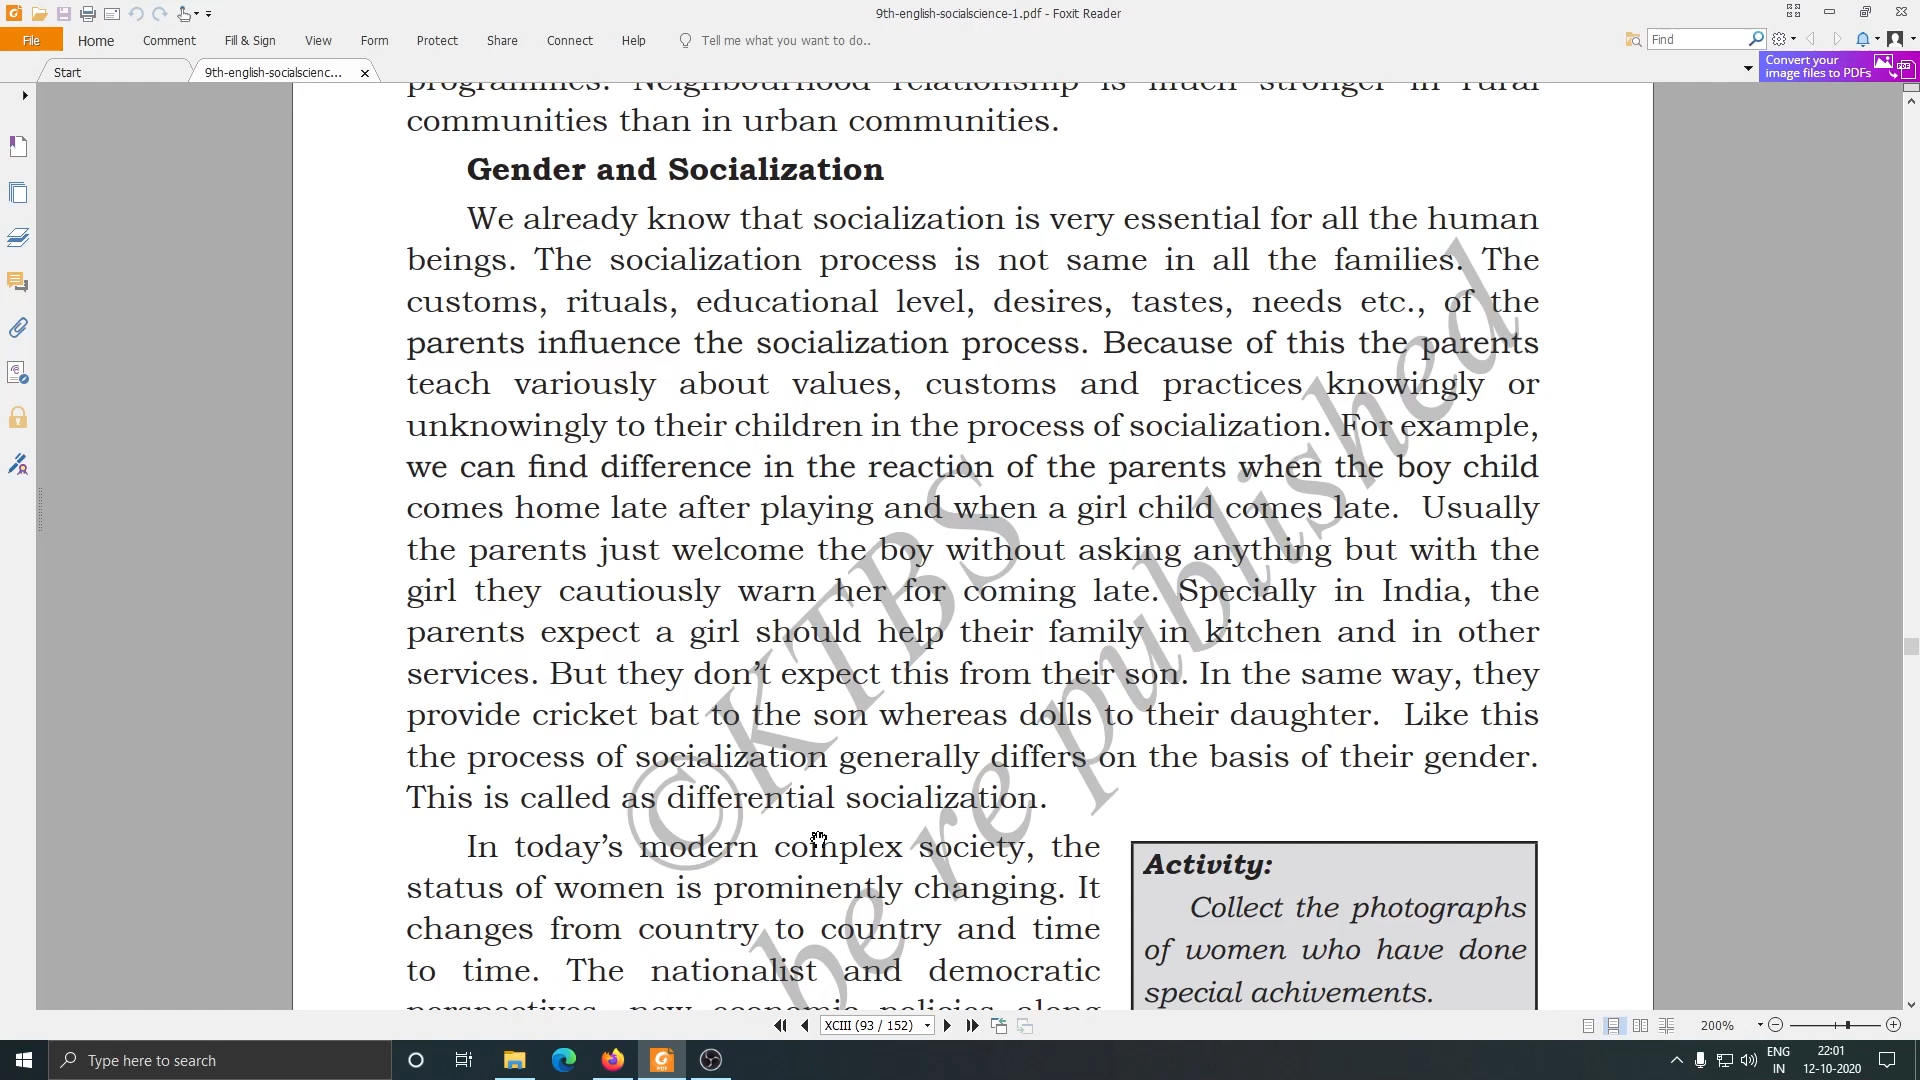 9th-english-socialscience-1.pdf - Foxit Reader
File Home Comment Fill & Sign View Form Protect Share Connect Help Tell me what you want to do.. Find
Start 9th-english-socialscienc... Convert your
image files to PDFs
programmes. Neighbourhood relationship is much stronger in rural
communities than in urban communities.
Gender and Socialization
We already know that socialization is very essential for all the human
beings. The socialization process is not same in all the families. The
customs, rituals, educational level, desires, tastes, needs etc., of the
parents influence the socialization process. Because of this the parents
teach variously about values, customs and practices knowingly or
unknowingly to their children in the process of socialization. For example,
we can find difference in the reaction of the parents when the boy child
comes home late after playing and when a girl child comes late. Usually
the parents just welcome the boy without asking anything but with the
girl they cautiously warn her for coming late. Specially in India, the
parents expect a girl should help their family in kitchen and in other
services. But they don't expect this from their son. In the same way, they
provide cricket bat to the son whereas dolls to their daughter. Like this
the process of socialization generally differs on the basis of their gender.
This is called as differential socialization.
In today's modern complex society, the
status of women is prominently changing. It
changes from country to country and time
to time. The nationalist and democratic
perspectives, new economic policies along
Activity:
Collect the photographs
of women who have done
special achivements.
©KTBS
be re published
XCIII (93 / 152) 200%
Type here to search
ENG
IN
22:01
12-10-2020